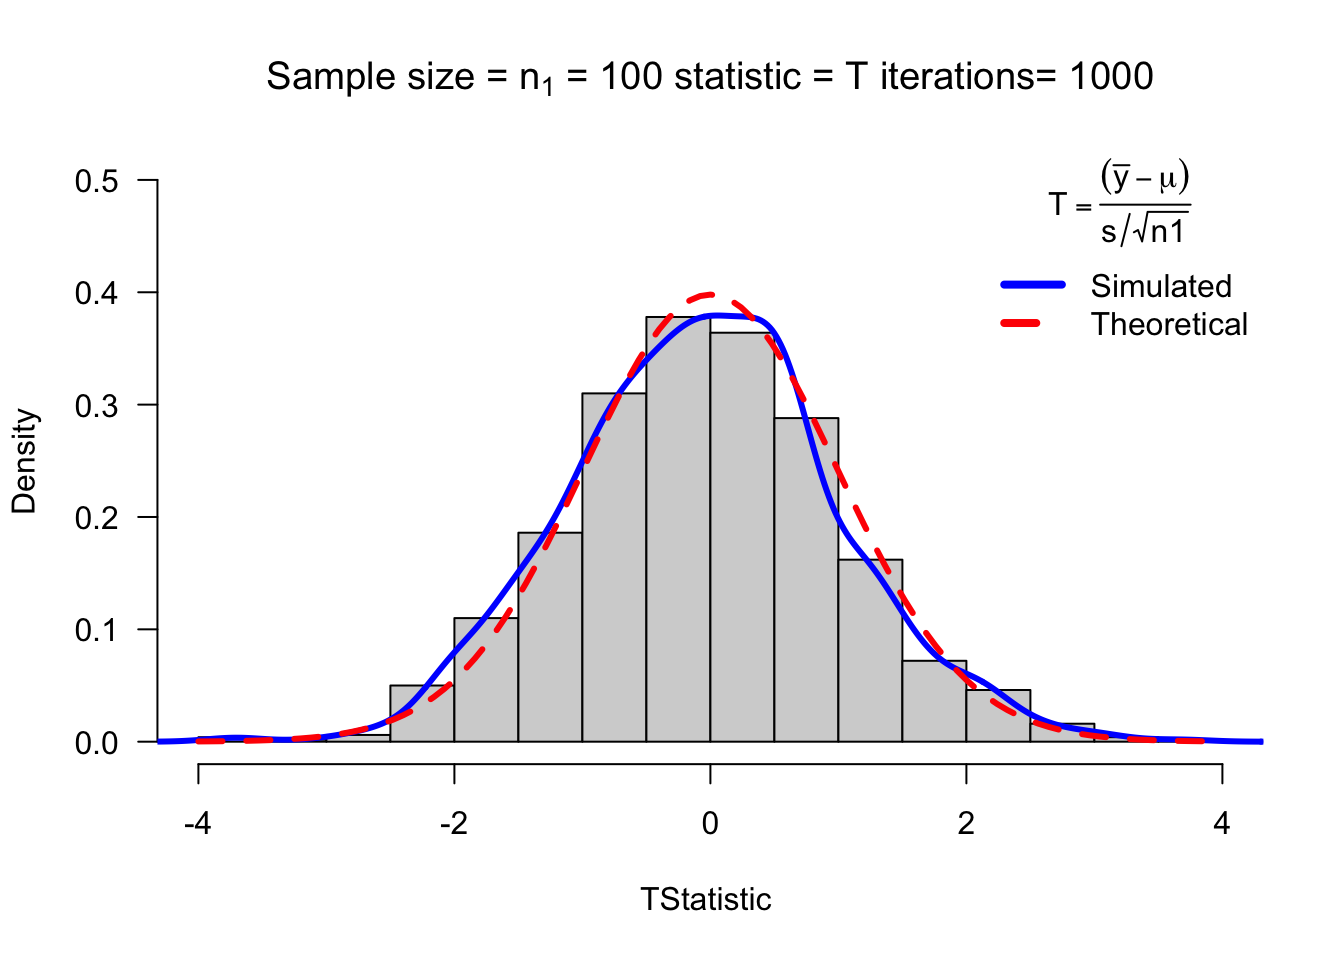 Sample size = n₁ = 100 statistic = T iterations= 1000
T = (y̅ − μ) / s/√n1
Simulated
Theoretical
Density
0.5
0.4
0.3
0.2
0.1
0.0
-4 -2 0 2 4
TStatistic